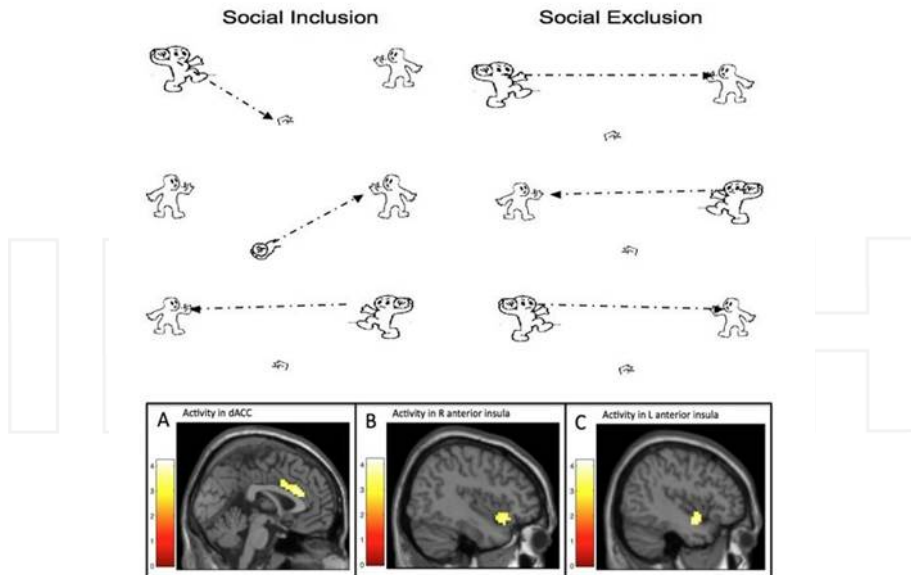 Social Inclusion
Social Exclusion
A
Activity in dACC
4
3
2
1
0
B
Activity in R anterior insula
4
3
2
1
0
C
Activity in L anterior insula
4
3
2
1
0